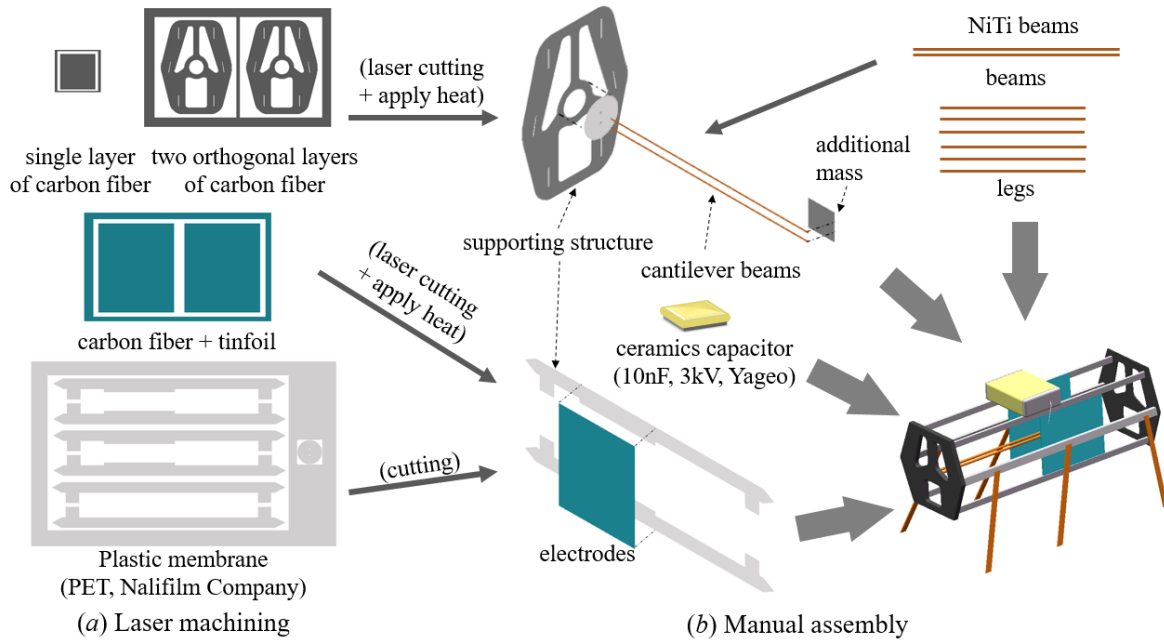 single layer
of carbon fiber
two orthogonal layers
of carbon fiber
(laser cutting
+ apply heat)
NiTi beams
beams
legs
additional
mass
supporting structure
cantilever beams
carbon fiber + tinfoil
(laser cutting
+ apply heat)
ceramics capacitor
(10nF, 3kV, Yageo)
(cutting)
electrodes
Plastic membrane
(PET, Nalifilm Company)
(a) Laser machining
(b) Manual assembly